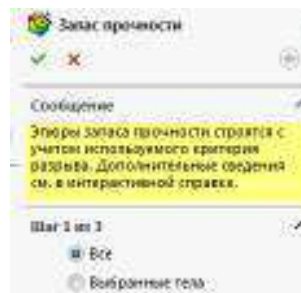 Запас прочности
Сообщение
Эпюры запаса прочности строятся с
учетом используемого критерия
разрыва. Дополнительные сведения
см. в интерактивной справке.
Шаг 1 из 3
Все
Выбранные тела